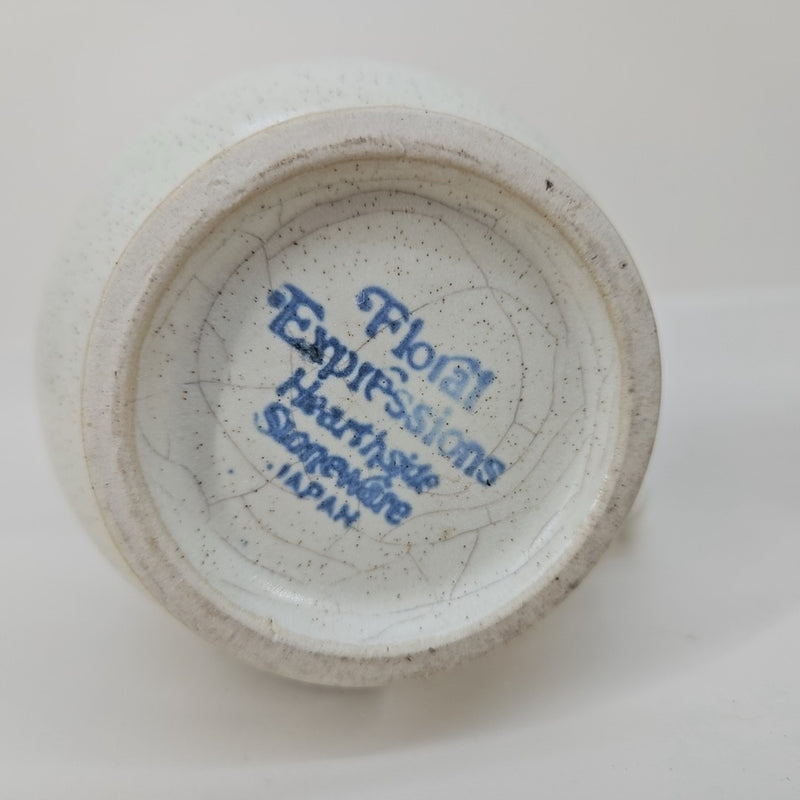 Floral
Expressions
Hearthside
Stoneware
JAPAN